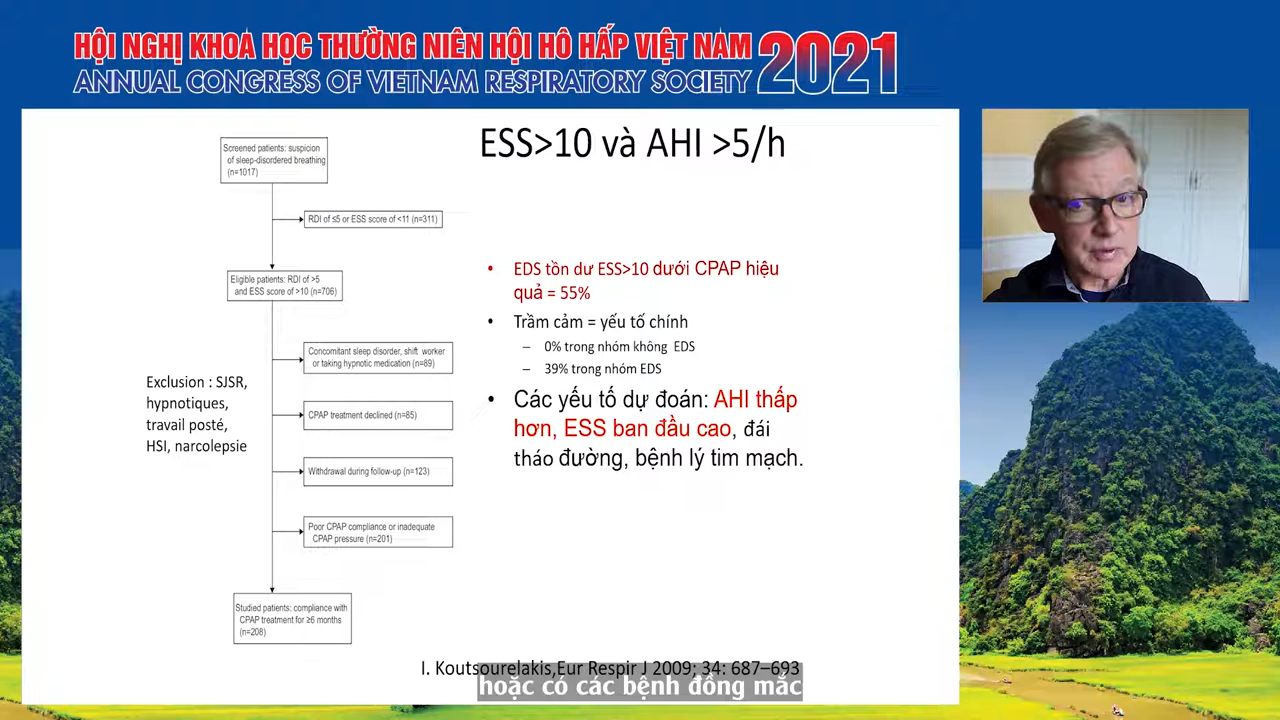 HỘI NGHỊ KHOA HỌC THƯỜNG NIÊN HỘI HÔ HẤP VIỆT NAM 2021
ANNUAL CONGRESS OF VIETNAM RESPIRATORY SOCIETY
ESS>10 và AHI >5/h
Screened patients: suspicion
of sleep-disordered breathing
(n=1017)
RDI of ≤5 or ESS score of <11 (n=311)
Eligible patients: RDI of >5
and ESS score of >10 (n=706)
Concomitant sleep disorder, shift worker
or taking hypnotic medication (n=89)
Exclusion : SJSR,
hypnotiques,
travail posté,
HSI, narcolepsie
CPAP treatment declined (n=85)
Withdrawal during follow-up (n=123)
Poor CPAP compliance or inadequate
CPAP pressure (n=201)
Studied patients: compliance with
CPAP treatment for ≥6 months
(n=208)
• EDS tồn dư ESS>10 dưới CPAP hiệu
quả = 55%
• Trầm cảm = yếu tố chính
– 0% trong nhóm không EDS
– 39% trong nhóm EDS
• Các yếu tố dự đoán: AHI thấp
hơn, ESS ban đầu cao, đái
tháo đường, bệnh lý tim mạch.
I. Koutsourelakis,Eur Respir J 2009; 34: 687–693
hoặc có các bệnh đồng mắc